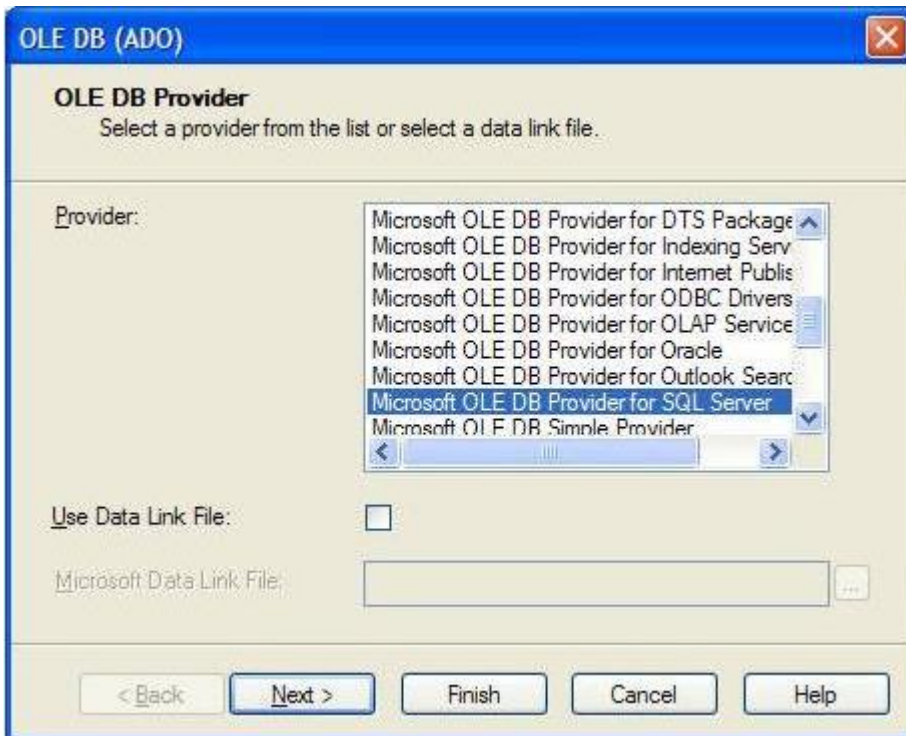 OLE DB (ADO)
OLE DB Provider
Select a provider from the list or select a data link file.
Provider:
Microsoft OLE DB Provider for DTS Package
Microsoft OLE DB Provider for Indexing Serv
Microsoft OLE DB Provider for Internet Publis
Microsoft OLE DB Provider for ODBC Drivers
Microsoft OLE DB Provider for OLAP Service
Microsoft OLE DB Provider for Oracle
Microsoft OLE DB Provider for Outlook Searc
Microsoft OLE DB Provider for SQL Server
Microsoft OLE DB Simple Provider
Use Data Link File:
Microsoft Data Link File: ...
< Back Next > Finish Cancel Help